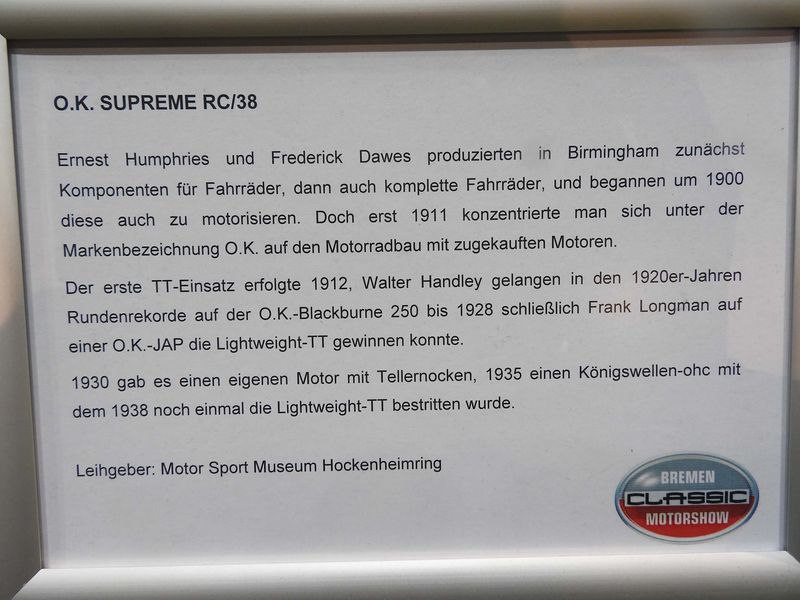 O.K. SUPREME RC/38
Ernest Humphries und Frederick Dawes produzierten in Birmingham zunächst
Komponenten für Fahrräder, dann auch komplette Fahrräder, und begannen um 1900
diese auch zu motorisieren. Doch erst 1911 konzentrierte man sich unter der
Markenbezeichnung O.K. auf den Motorradbau mit zugekauften Motoren.
Der erste TT-Einsatz erfolgte 1912, Walter Handley gelangen in den 1920er-Jahren
Rundenrekorde auf der O.K.-Blackburne 250 bis 1928 schließlich Frank Longman auf
einer O.K.-JAP die Lightweight-TT gewinnen konnte.
1930 gab es einen eigenen Motor mit Tellernocken, 1935 einen Königswellen-ohc mit
dem 1938 noch einmal die Lightweight-TT bestritten wurde.
Leihgeber: Motor Sport Museum Hockenheimring
BREMEN
CLASSIC
MOTORSHOW